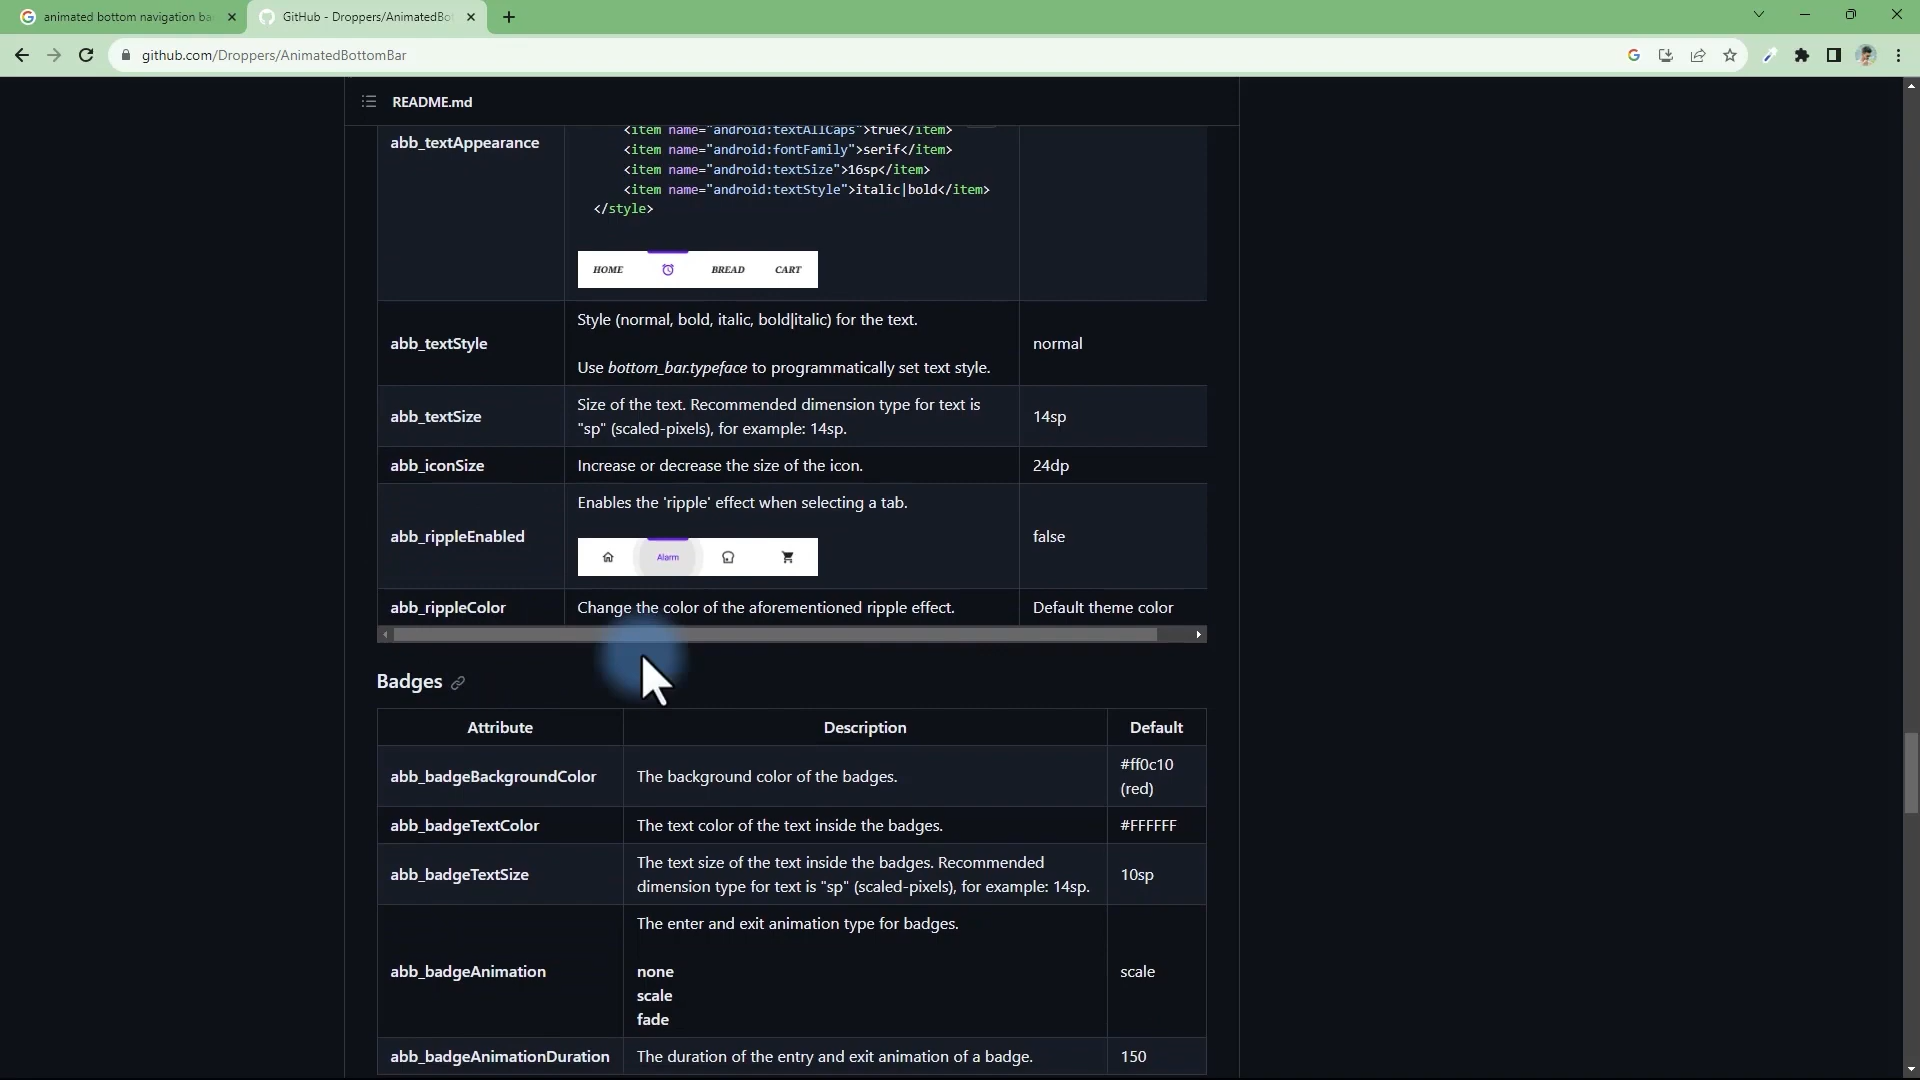 animated bottom navigation ba
GitHub - Droppers/AnimatedBo
github.com/Droppers/AnimatedBottomBar
README.md
abb_textAppearance
<item name="android:textAllCaps">true</item>
<item name="android:fontFamily">serif</item>
<item name="android:textSize">16sp</item>
<item name="android:textStyle">italic|bold</item>
</style>
HOME BREAD CART
abb_textStyle
Style (normal, bold, italic, bold|italic) for the text.
Use bottom_bar.typeface to programmatically set text style.
normal
abb_textSize
Size of the text. Recommended dimension type for text is
"sp" (scaled-pixels), for example: 14sp.
14sp
abb_iconSize
Increase or decrease the size of the icon.
24dp
abb_rippleEnabled
Enables the 'ripple' effect when selecting a tab.
Alarm
false
abb_rippleColor
Change the color of the aforementioned ripple effect.
Default theme color
Badges
Attribute Description Default
abb_badgeBackgroundColor
The background color of the badges.
#ff0c10
(red)
abb_badgeTextColor
The text color of the text inside the badges.
#FFFFFF
abb_badgeTextSize
The text size of the text inside the badges. Recommended
dimension type for text is "sp" (scaled-pixels), for example: 14sp.
10sp
abb_badgeAnimation
The enter and exit animation type for badges.
none
scale
fade
scale
abb_badgeAnimationDuration
The duration of the entry and exit animation of a badge.
150